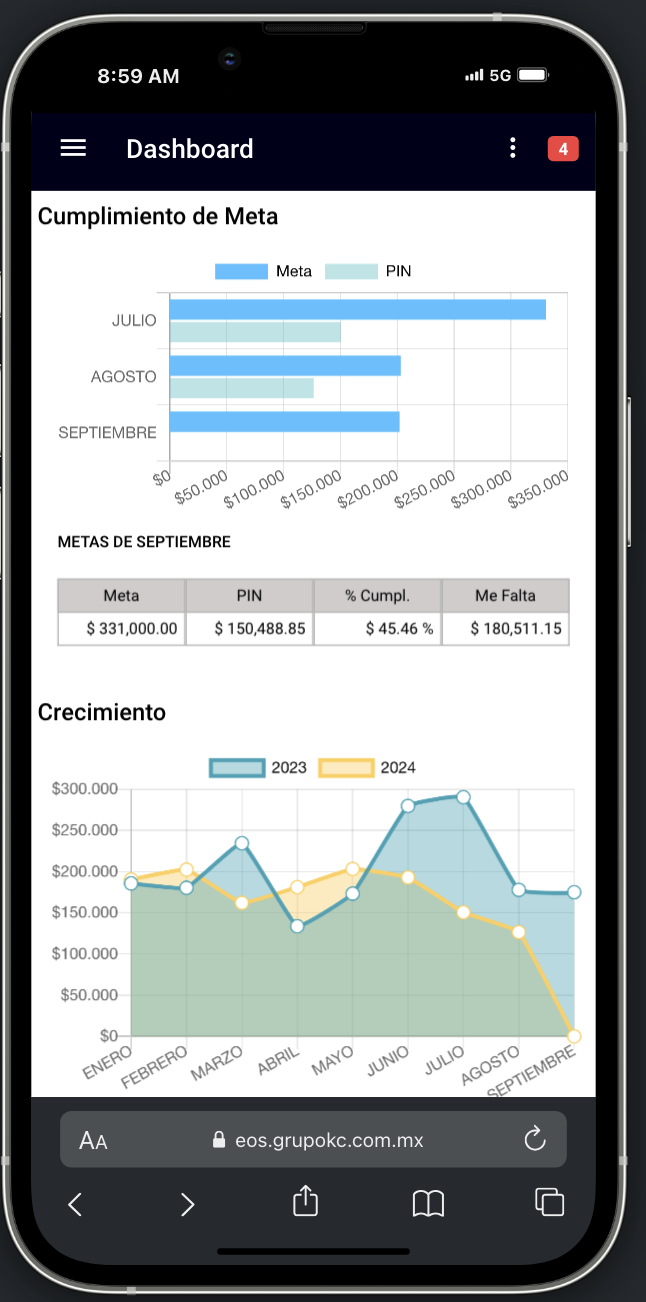 8:59 AM 5G
Dashboard 4
Cumplimiento de Meta
Meta PIN
JULIO
AGOSTO
SEPTIEMBRE
$0 $50.000 $100.000 $150.000 $200.000 $250.000 $300.000 $350.000
METAS DE SEPTIEMBRE
Meta PIN % Cumpl. Me Falta
$ 331,000.00 $ 150,488.85 $ 45.46 % $ 180,511.15
Crecimiento
2023 2024
$300.000
$250.000
$200.000
$150.000
$100.000
$50.000
$0
ENERO FEBRERO MARZO ABRIL MAYO JUNIO JULIO AGOSTO SEPTIEMBRE
AA eos.grupokc.com.mx